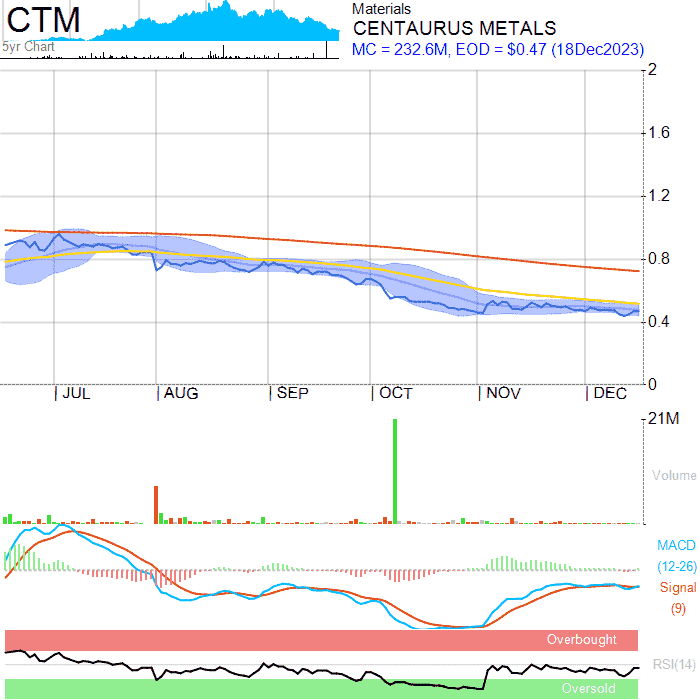 CTM
5yr Chart
Materials
CENTAURUS METALS
MC = 232.6M, EOD = $0.47 (18Dec2023)
2
1.6
1.2
0.8
0.4
0
JUL AUG SEP OCT NOV DEC
21M
Volume
MACD
(12-26)
Signal
(9)
Overbought
RSI(14)
Oversold